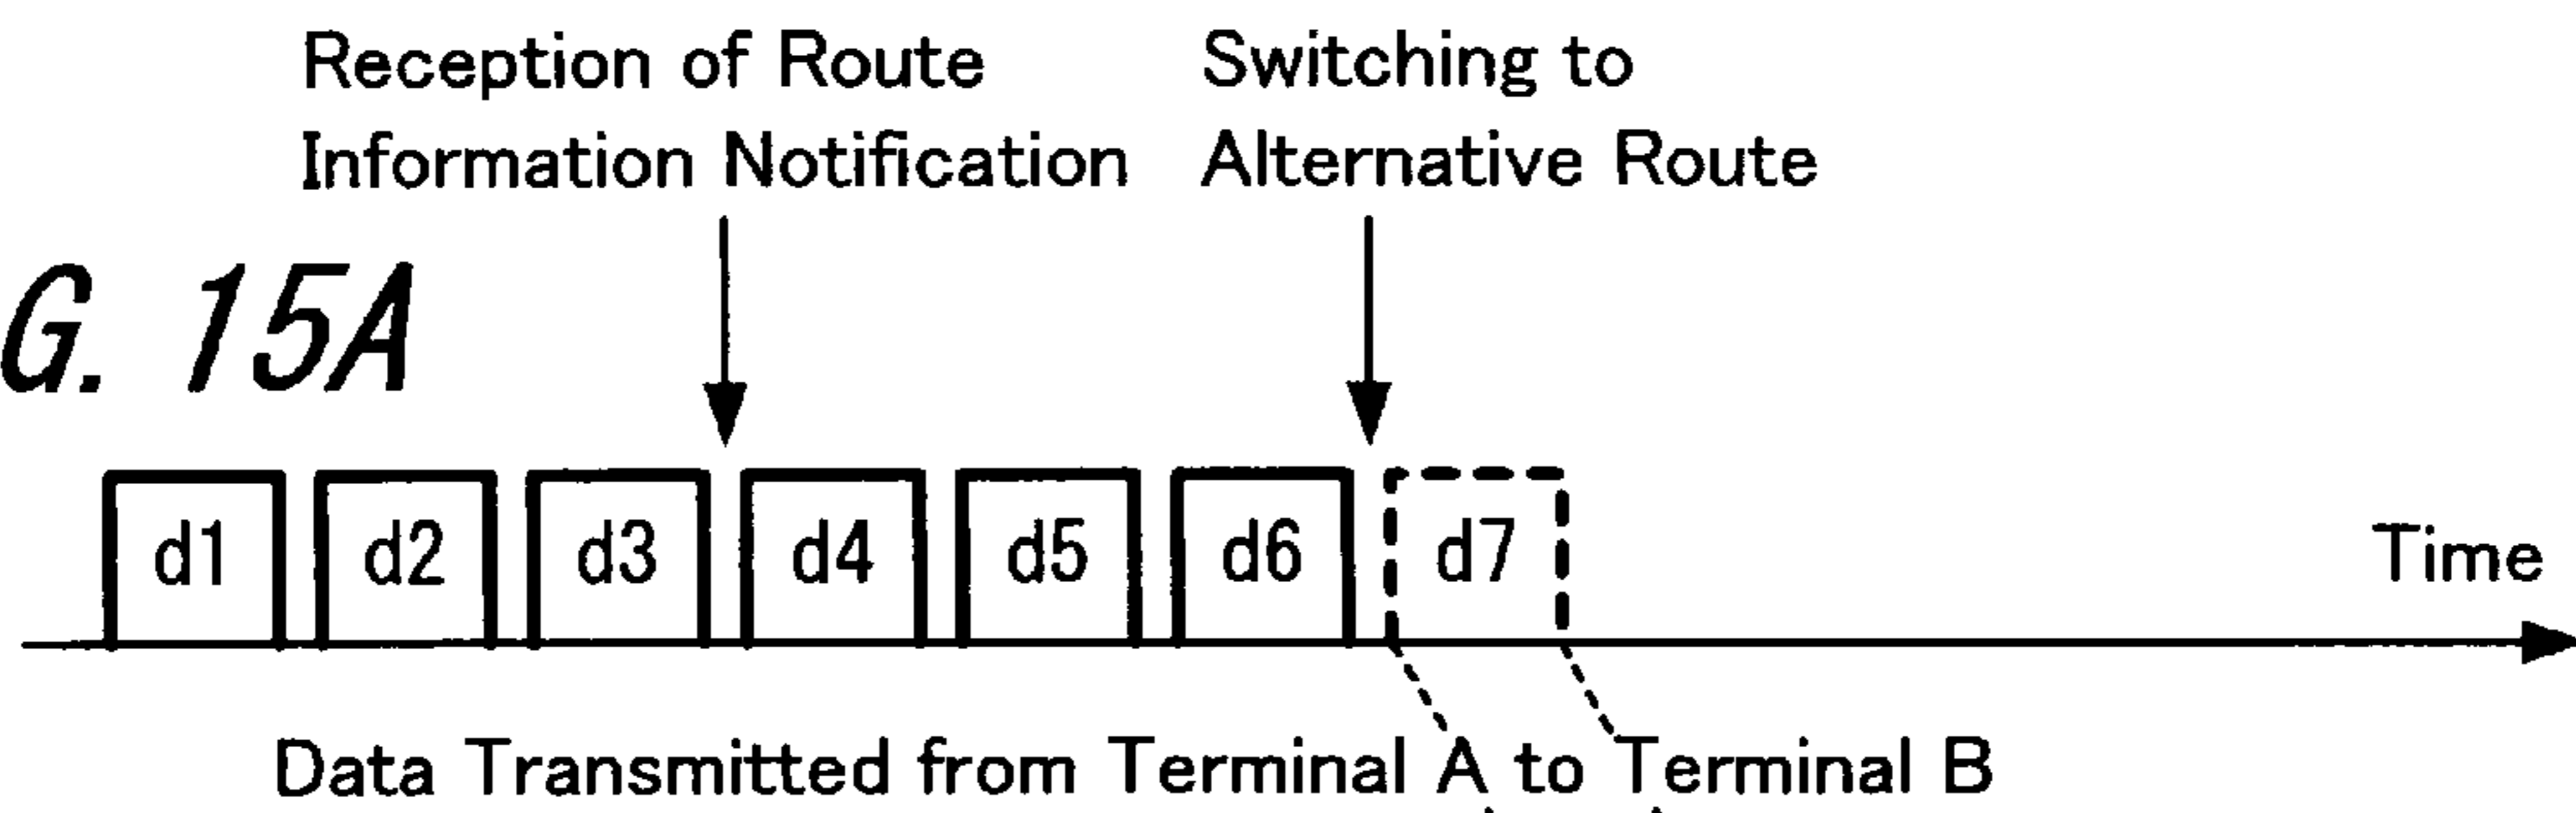 Reception of Route
Information Notification
Switching to
Alternative Route
G. 15A
d1 d2 d3 d4 d5 d6 d7
Time
Data Transmitted from Terminal A to Terminal B